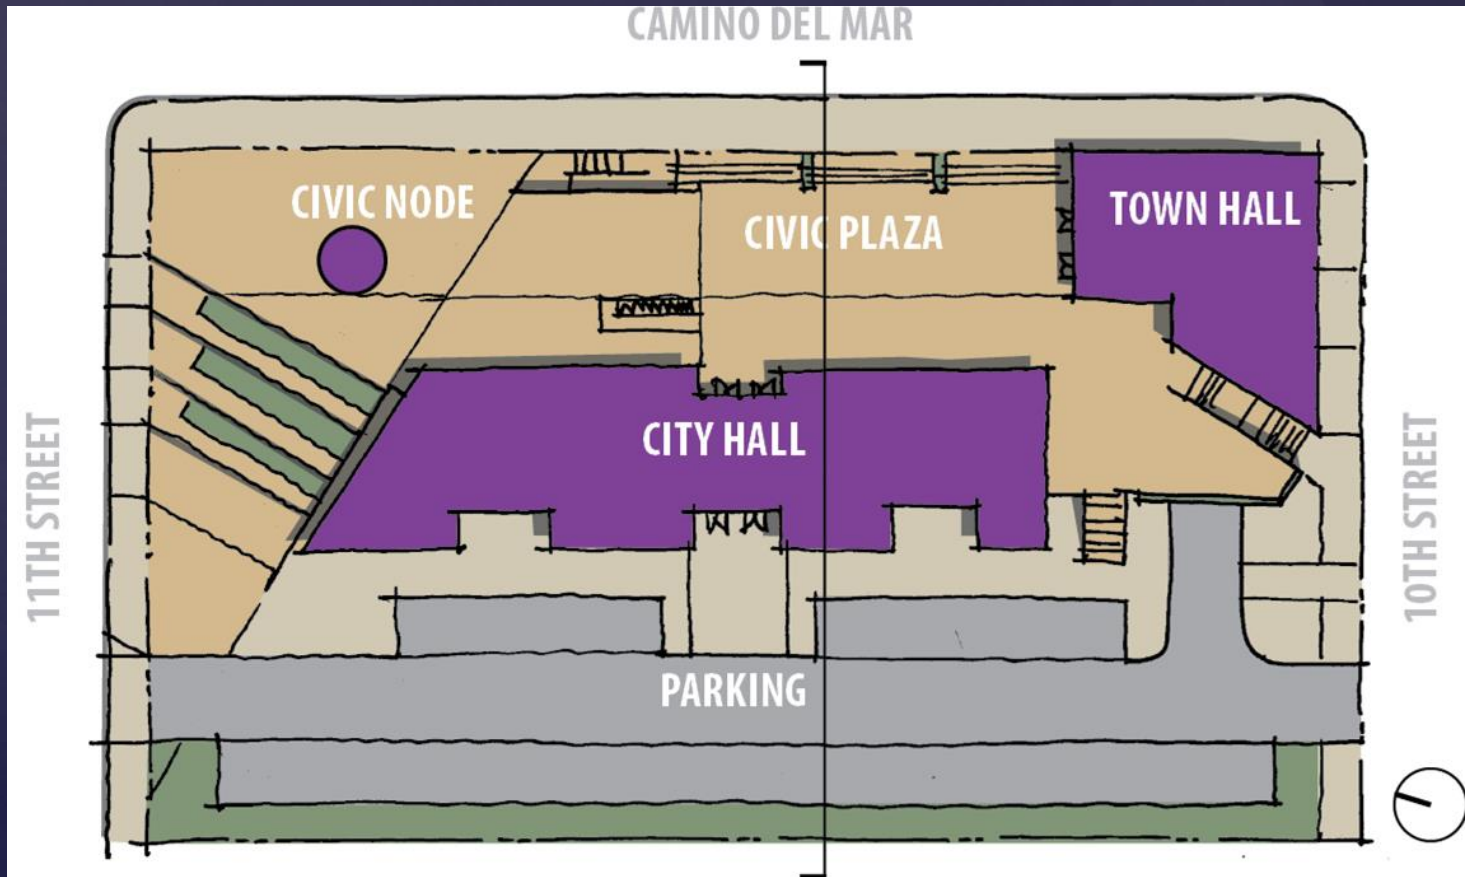 CAMINO DEL MAR
CIVIC NODE
CIVIC PLAZA
TOWN HALL
CITY HALL
11TH STREET
10TH STREET
PARKING